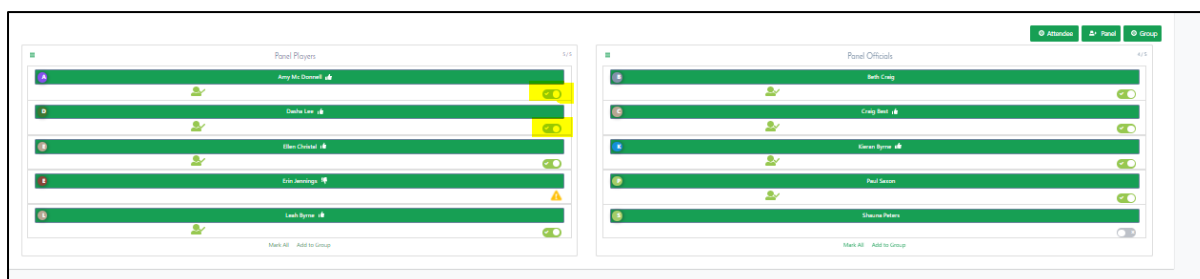 Attendee Panel Group
Panel Players 5/5
A Amy Mc Donnell
D Dasha Lee
E Ellen Christal
E Erin Jennings
L Leah Byrne
Mark All Add to Group
Panel Officials 4/5
B Beth Craig
C Craig Best
K Kieran Byrne
P Paul Sexon
S Shauna Peters
Mark All Add to Group